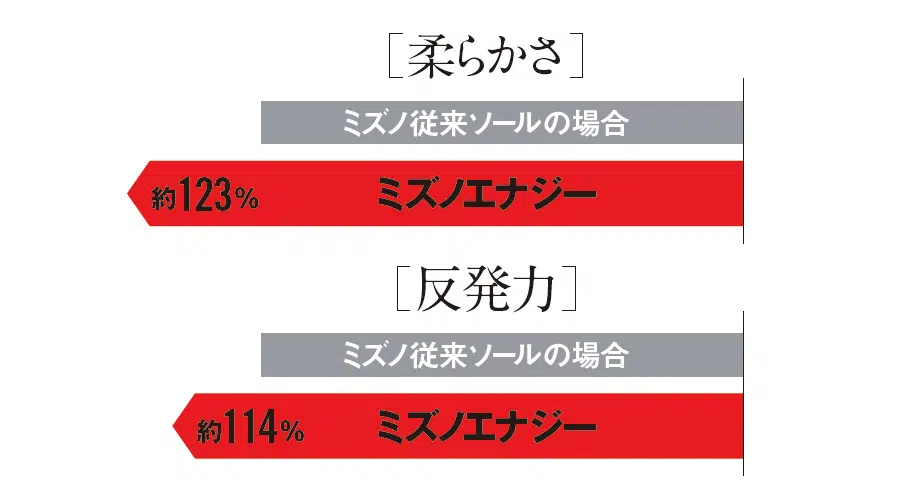 [柔らかさ]
ミズノ従来ソールの場合
約123% ミズノエナジー
[反発力]
ミズノ従来ソールの場合
約114% ミズノエナジー